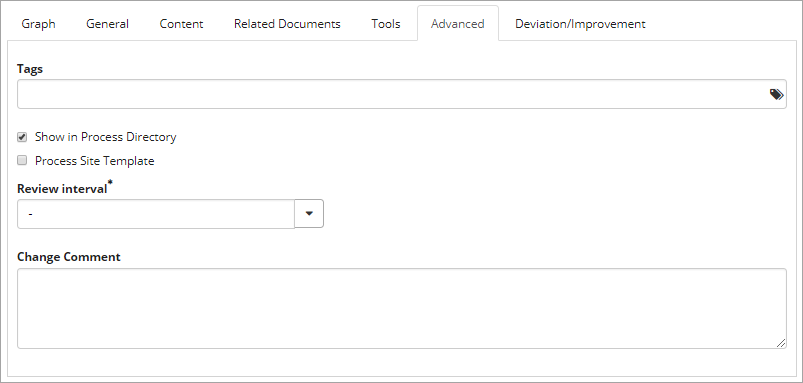 Graph General Content Related Documents Tools Advanced Deviation/Improvement
Tags
Show in Process Directory
Process Site Template
Review interval*
-
Change Comment